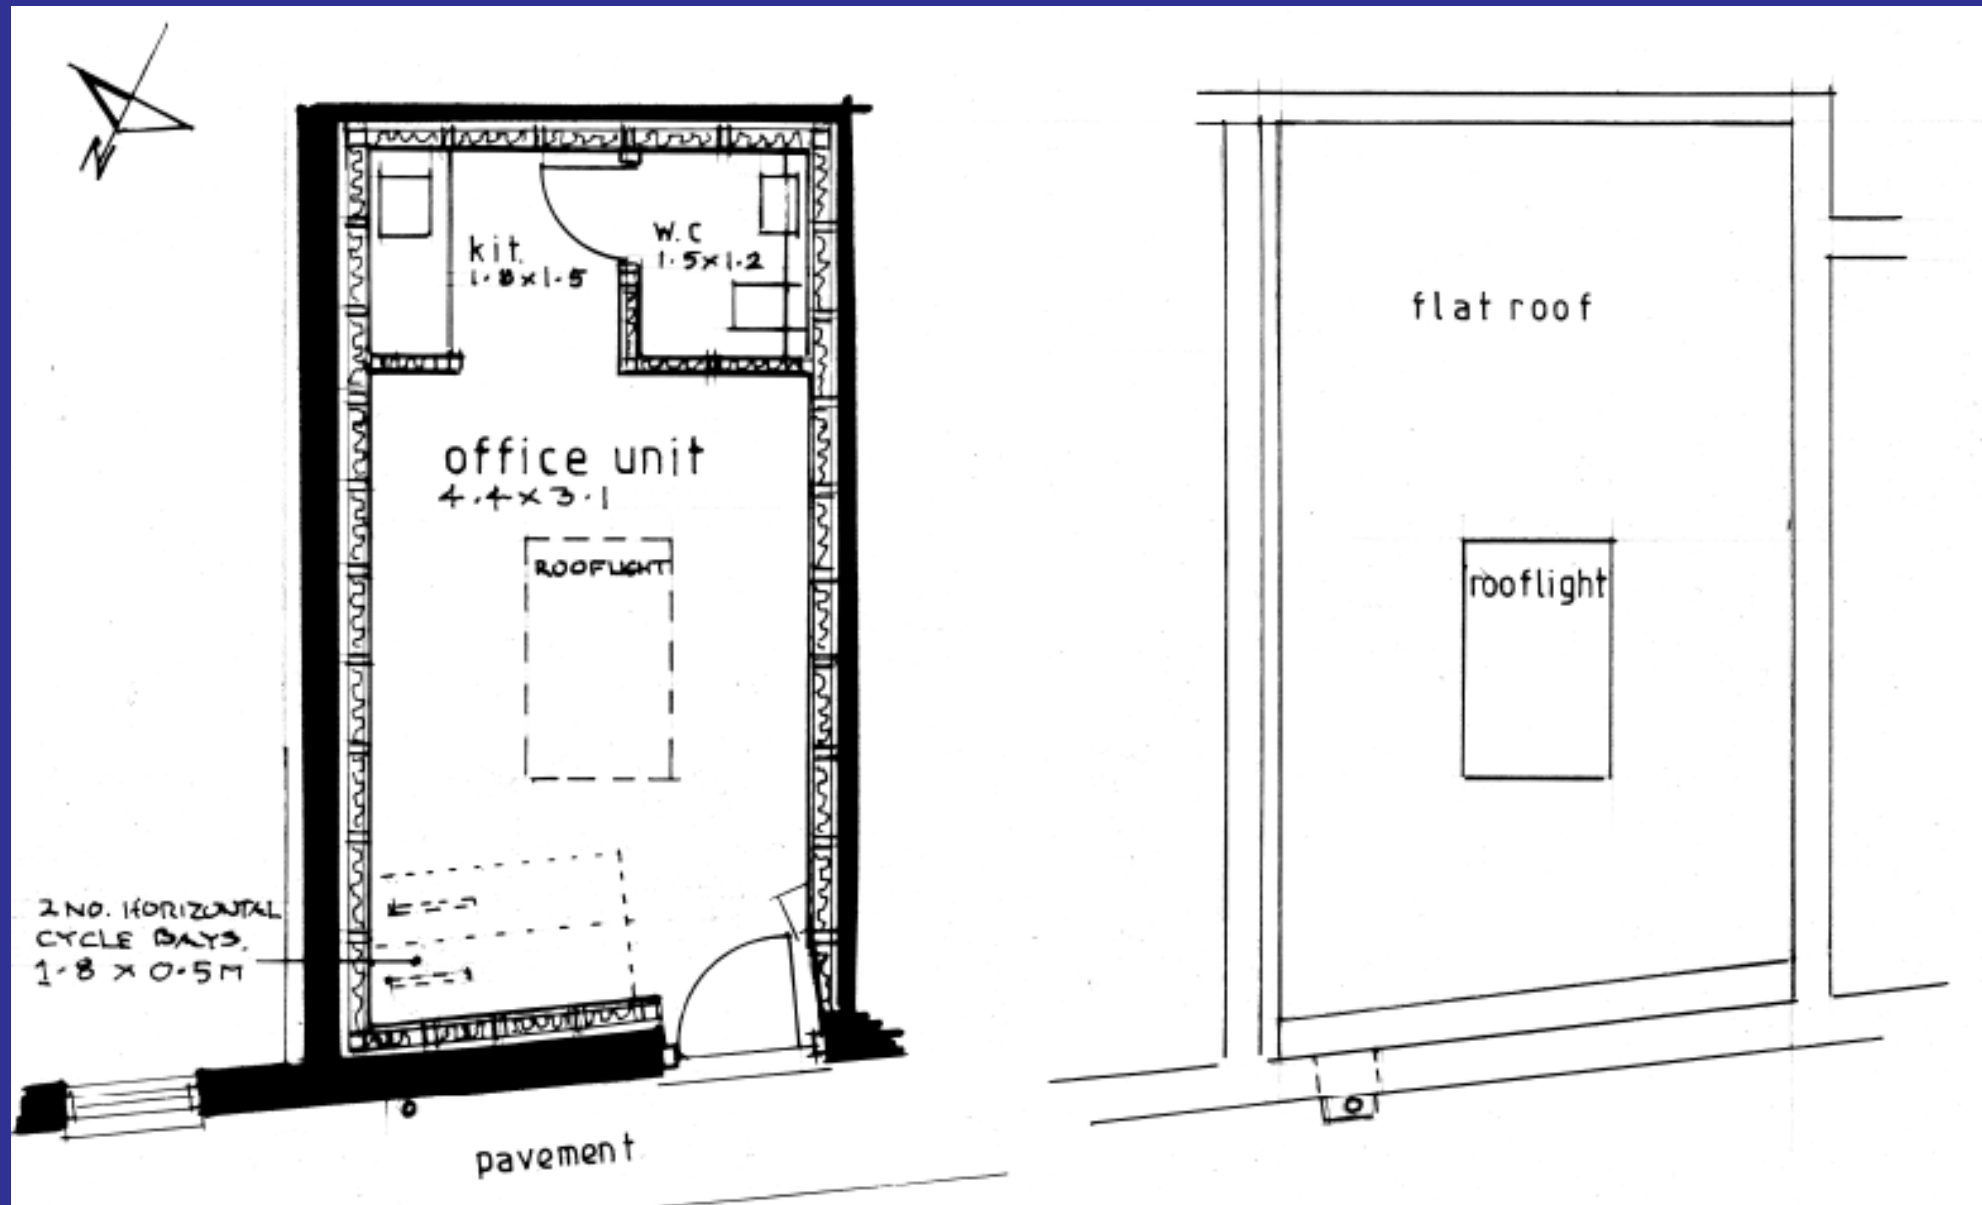 N
kit.
1.8 x 1.5
W.C
1.5 x 1.2
office unit
4.4 x 3.1
ROOFLIGHT
2 NO. HORIZONTAL
CYCLE BAYS.
1.8 x 0.5M
pavement
flat roof
rooflight